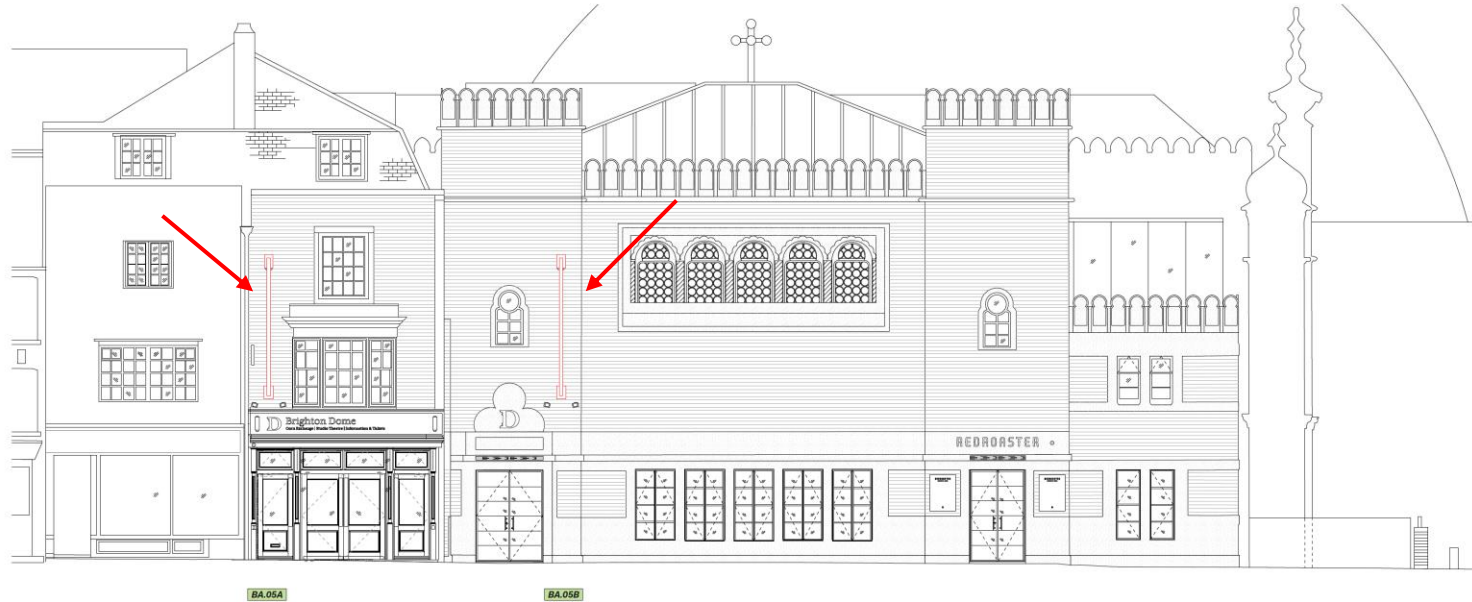 D Brighton Dome
Corn Exchange | Studio Theatre | Information & Tickets
D
REDROASTER
BA.05A
BA.05B